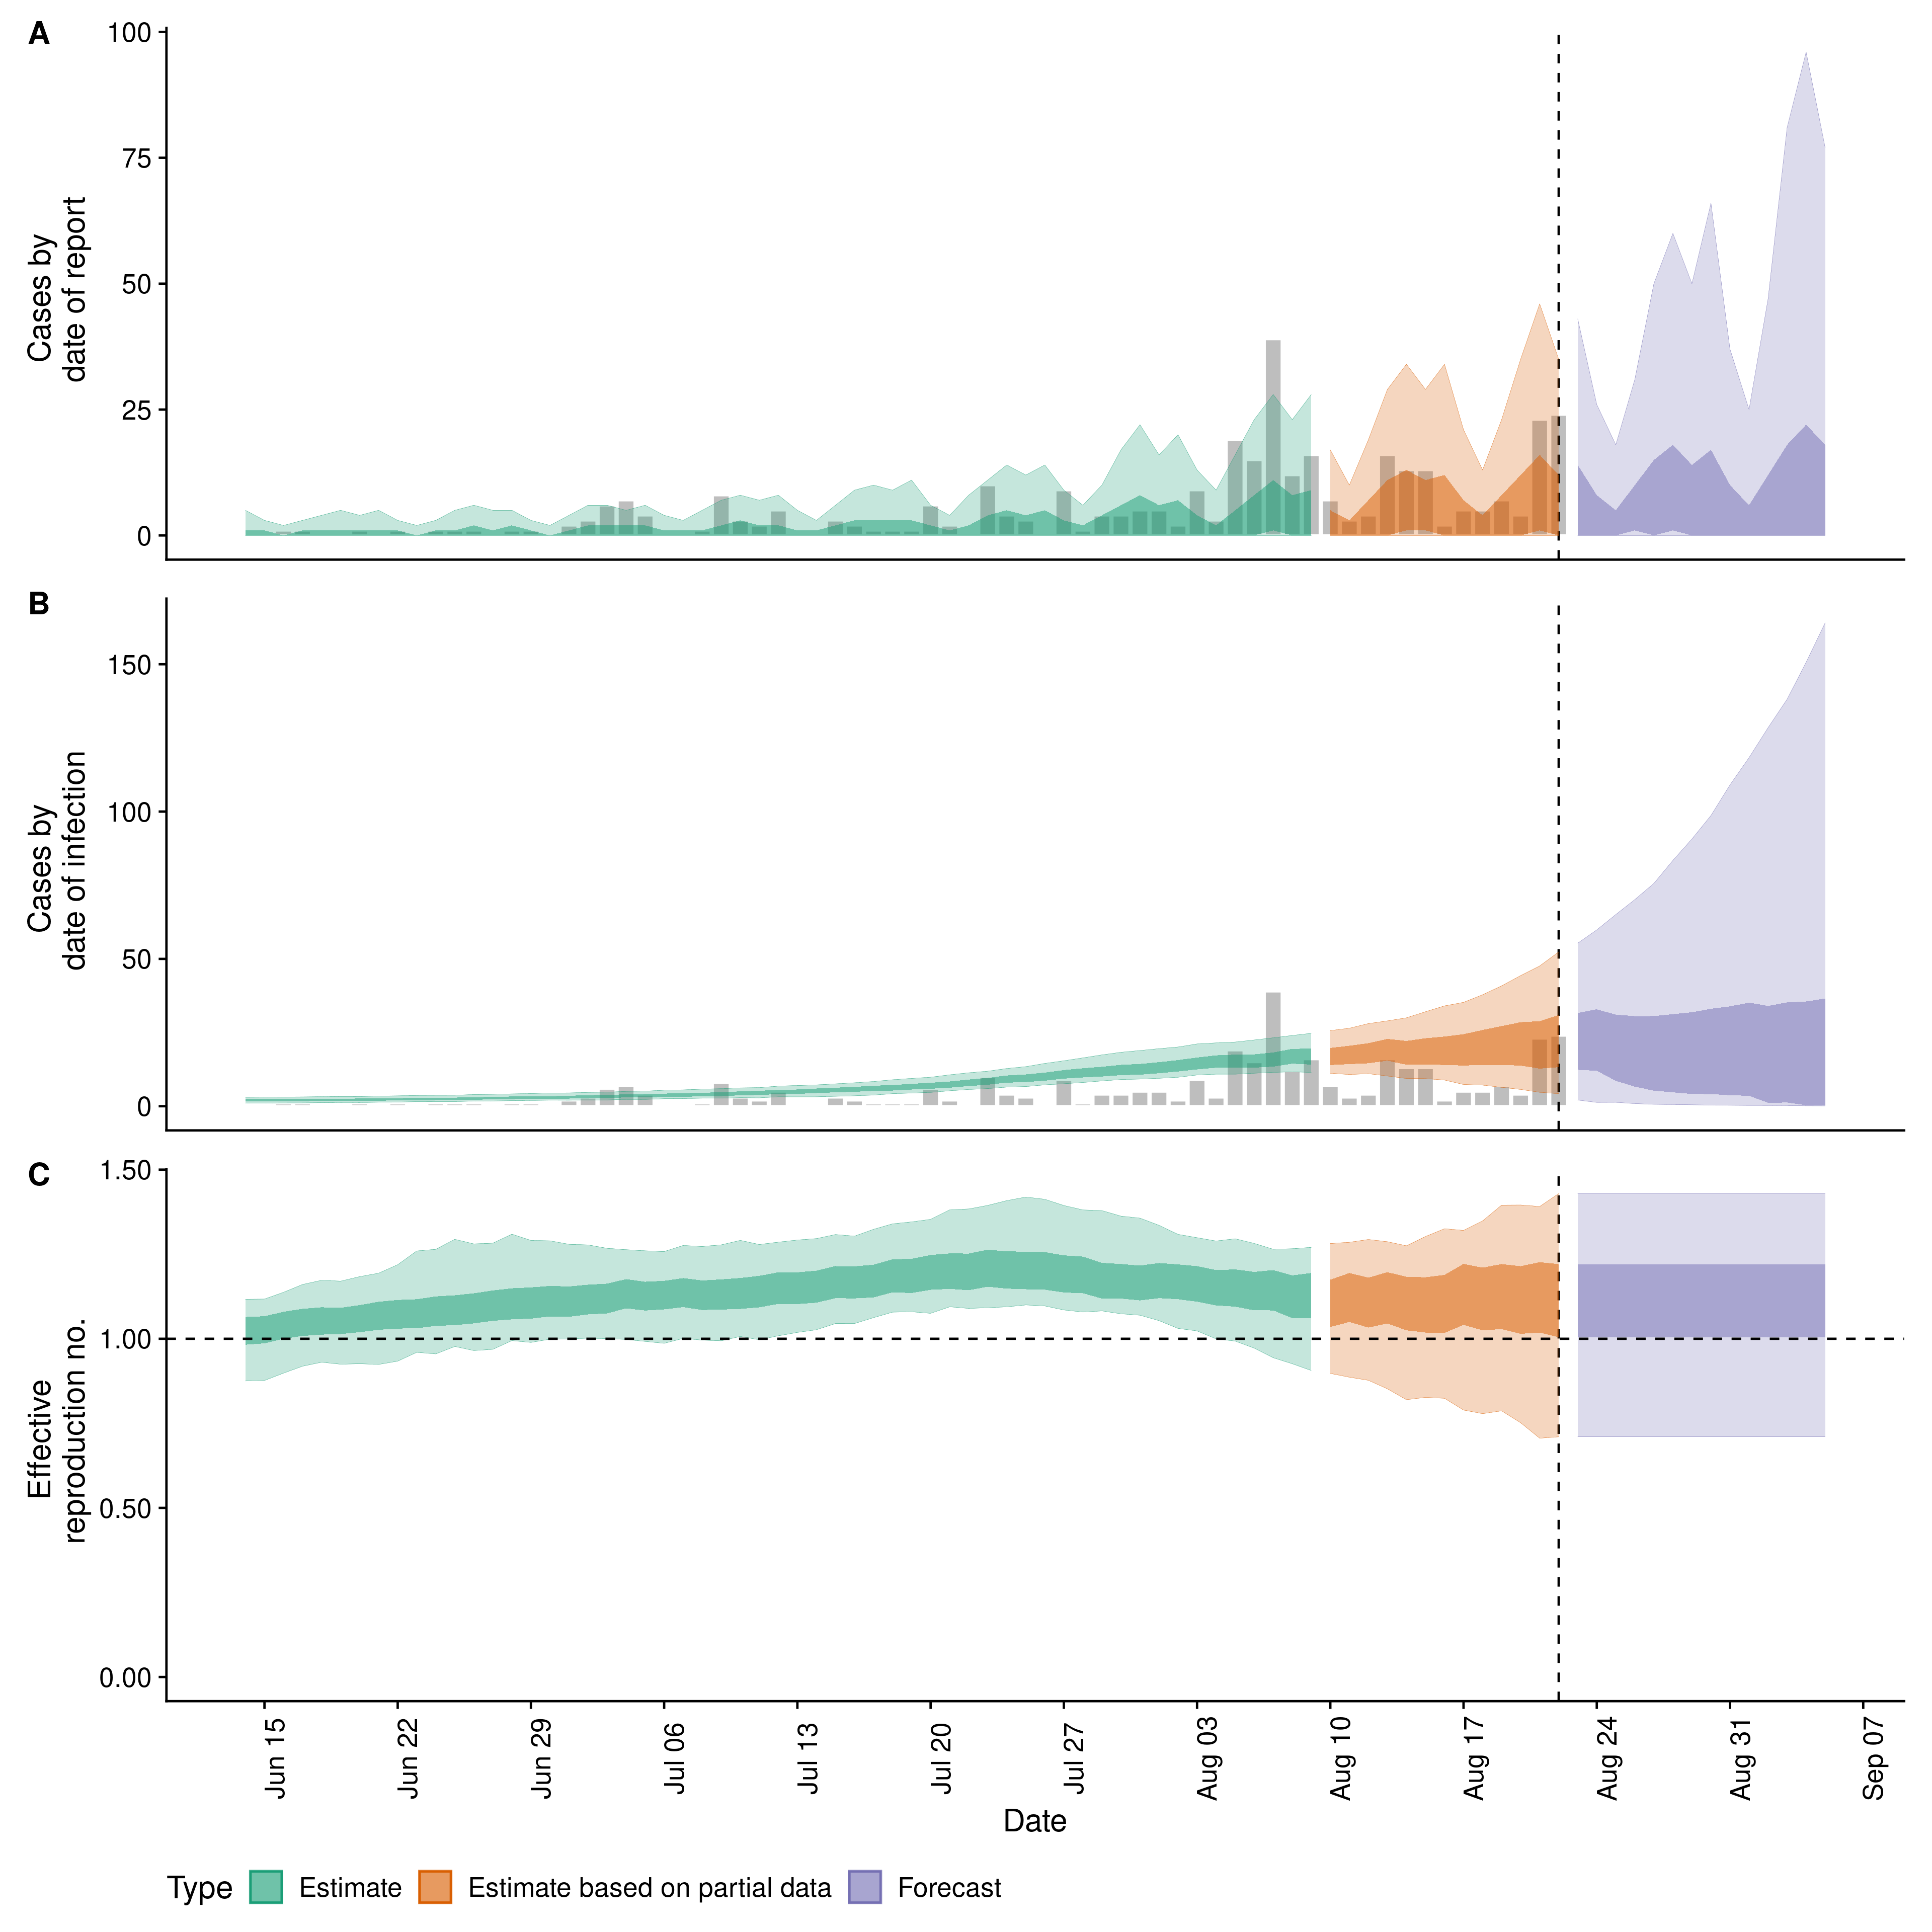 A
Cases by
date of report
100
75
50
25
0
B
Cases by
date of infection
150
100
50
0
C
Effective
reproduction no.
1.50
1.00
0.50
0.00
Jun 15
Jun 22
Jun 29
Jul 06
Jul 13
Jul 20
Jul 27
Aug 03
Aug 10
Aug 17
Aug 24
Aug 31
Sep 07
Date
Type Estimate Estimate based on partial data Forecast